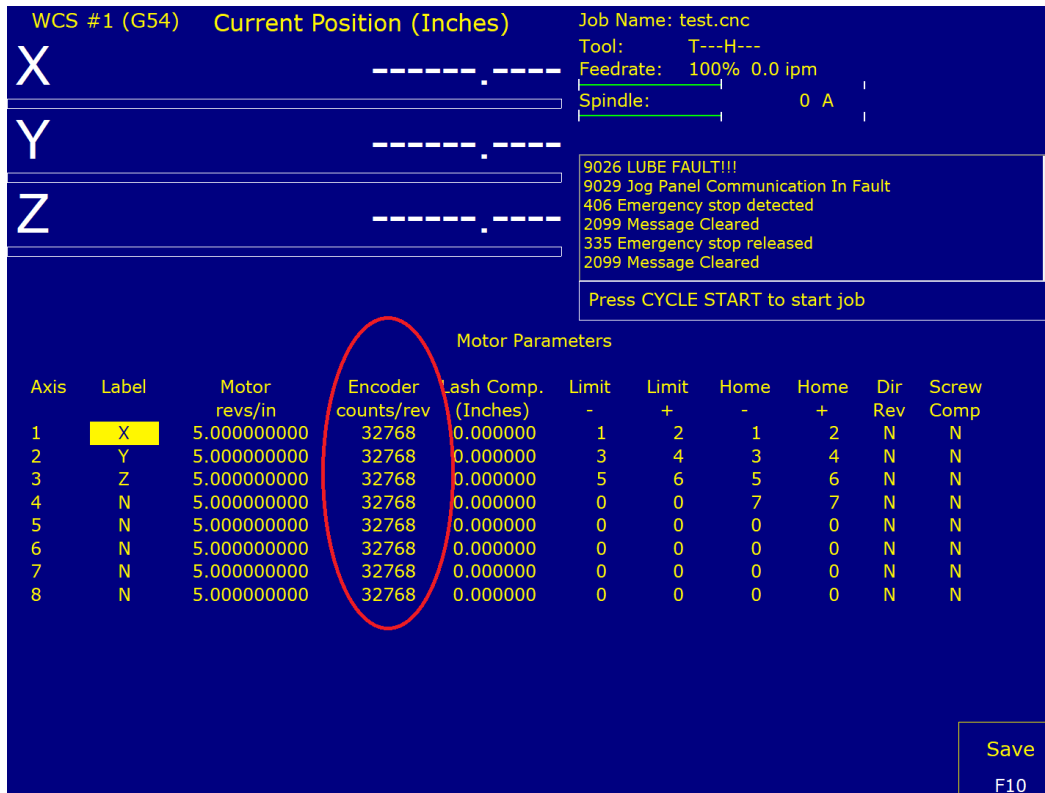 WCS #1 (G54) Current Position (Inches)
X ------.----
Y ------.----
Z ------.----
Job Name: test.cnc
Tool: T---H---
Feedrate: 100% 0.0 ipm
Spindle: 0 A
9026 LUBE FAULT!!!
9029 Jog Panel Communication In Fault
406 Emergency stop detected
2099 Message Cleared
335 Emergency stop released
2099 Message Cleared
Press CYCLE START to start job
Motor Parameters
Axis Label Motor Encoder Lash Comp. Limit Limit Home Home Dir Screw
revs/in counts/rev (Inches) - + - + Rev Comp
1 X 5.000000000 32768 0.000000 1 2 1 2 N N
2 Y 5.000000000 32768 0.000000 3 4 3 4 N N
3 Z 5.000000000 32768 0.000000 5 6 5 6 N N
4 N 5.000000000 32768 0.000000 0 0 7 7 N N
5 N 5.000000000 32768 0.000000 0 0 0 0 N N
6 N 5.000000000 32768 0.000000 0 0 0 0 N N
7 N 5.000000000 32768 0.000000 0 0 0 0 N N
8 N 5.000000000 32768 0.000000 0 0 0 0 N N
Save
F10